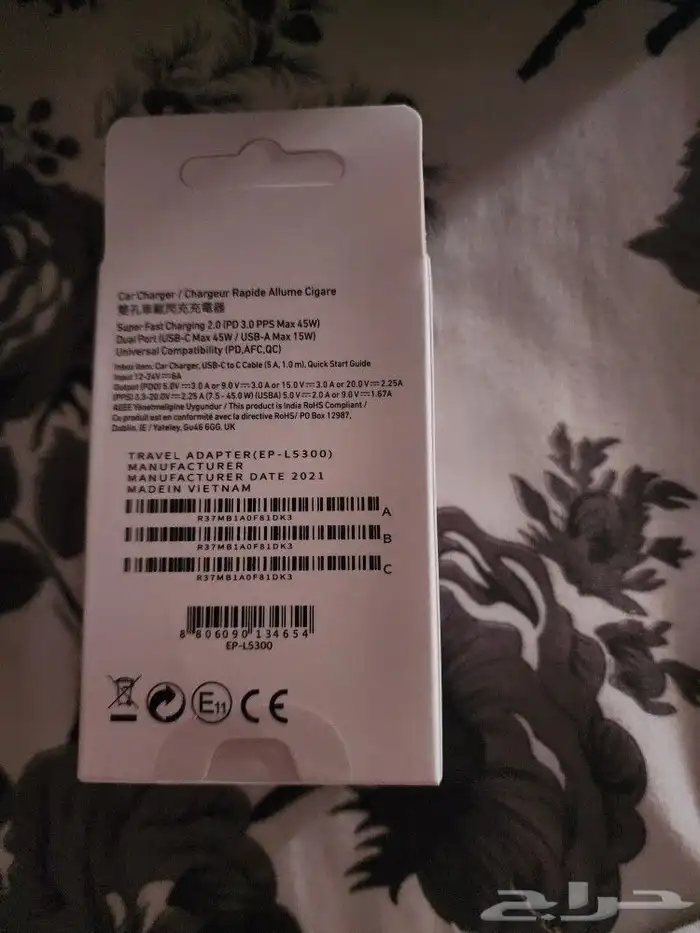 Car Charger / Chargeur Rapide Allume Cigare
雙孔車載閃充充電器
Super Fast Charging 2.0 (PD 3.0 PPS Max 45W)
Dual Port (USB-C Max 45W / USB-A Max 15W)
Universal Compatibility (PD,AFC,QC)
Inbox item: Car Charger, USB-C to C Cable (5 A, 1.0 m), Quick Start Guide
Input 12-24V⎓6A
Output (PDO) 5.0V⎓3.0 A or 9.0 V⎓3.0 A or 15.0 V⎓3.0 A or 20.0 V⎓2.25A
(PPS) 3.3-20.0V⎓2.25 A (7.5 - 45.0 W) (USBA) 5.0 V⎓2.0 A or 9.0 V⎓1.67A
AEEE Yönetmeligine Uygundur / This product is India RoHS Compliant /
Ce produit est en conformité avec la directive RoHS/ PO Box 12987,
Dublin, IE / Yateley, Gu46 6GG, UK
TRAVEL ADAPTER(EP-L5300)
MANUFACTURER
MANUFACTURER DATE 2021
MADEIN VIETNAM
A
R37MB1A0F81DK3
B
R37MB1A0F81DK3
C
R37MB1A0F81DK3
8 806090 134654
EP-L5300
E11 CE
حراج